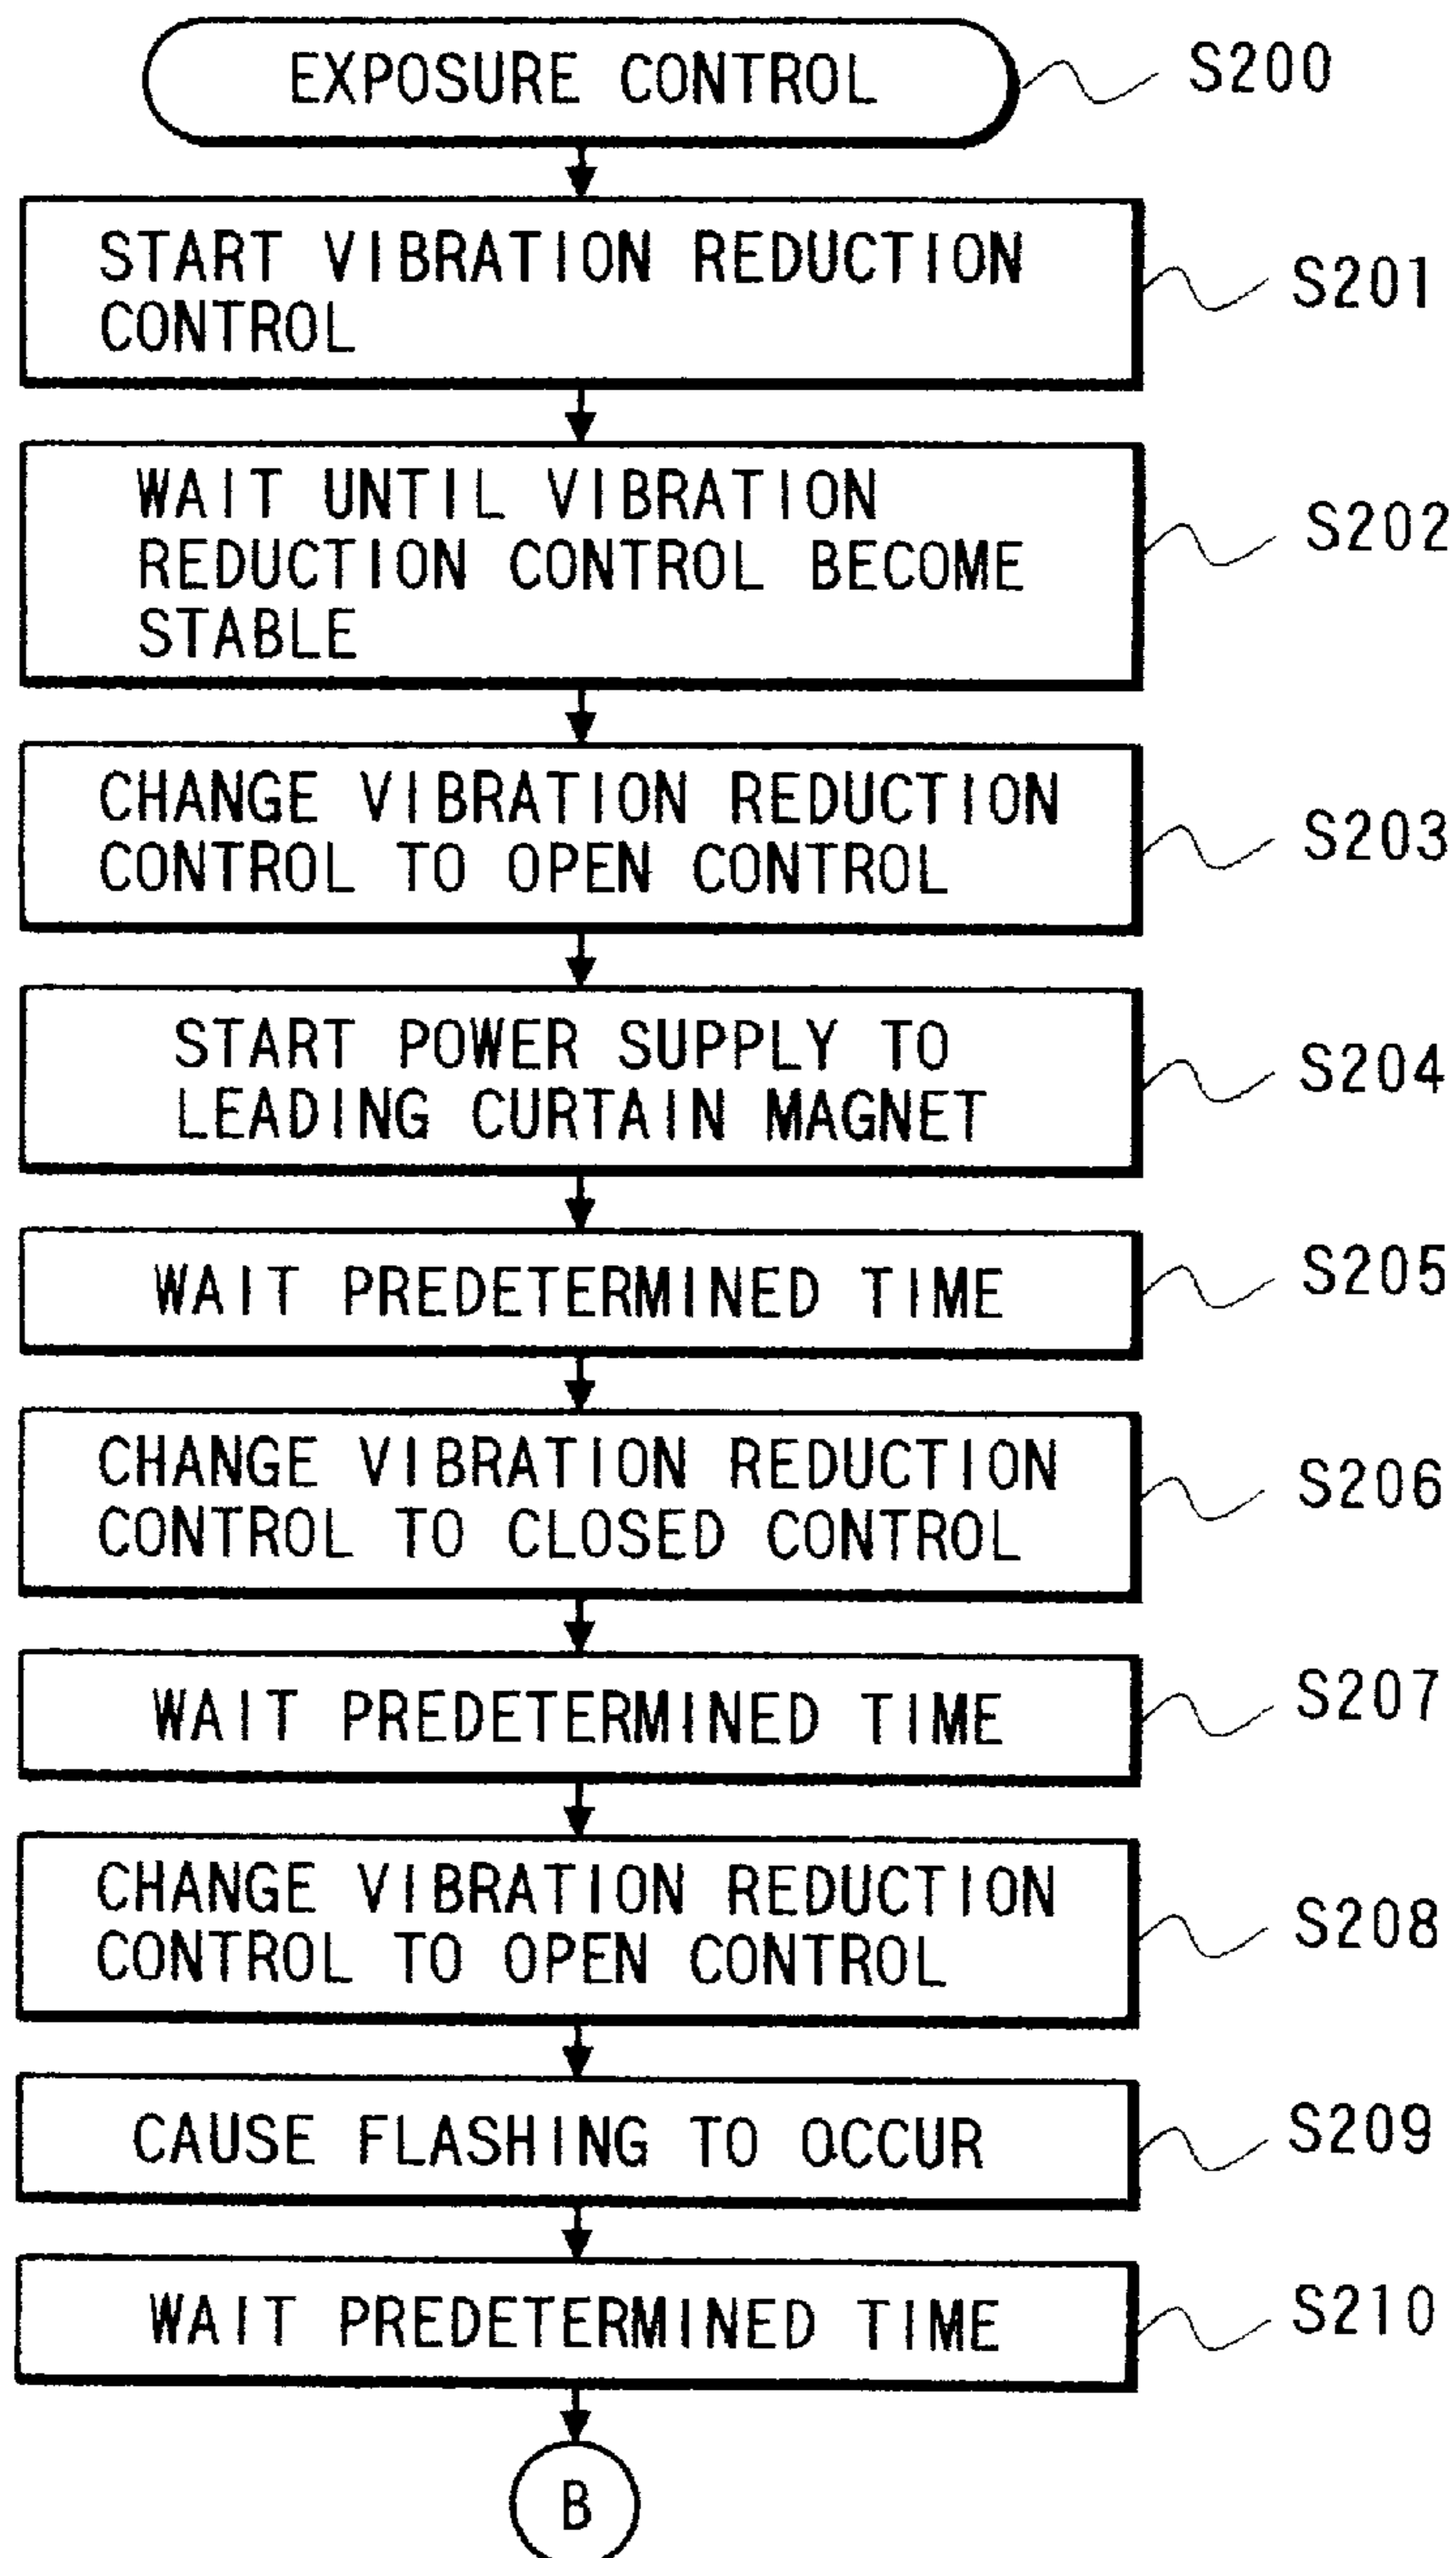 EXPOSURE CONTROL
S200
START VIBRATION REDUCTION
CONTROL
S201
WAIT UNTIL VIBRATION
REDUCTION CONTROL BECOME
STABLE
S202
CHANGE VIBRATION REDUCTION
CONTROL TO OPEN CONTROL
S203
START POWER SUPPLY TO
LEADING CURTAIN MAGNET
S204
WAIT PREDETERMINED TIME
S205
CHANGE VIBRATION REDUCTION
CONTROL TO CLOSED CONTROL
S206
WAIT PREDETERMINED TIME
S207
CHANGE VIBRATION REDUCTION
CONTROL TO OPEN CONTROL
S208
CAUSE FLASHING TO OCCUR
S209
WAIT PREDETERMINED TIME
S210
B